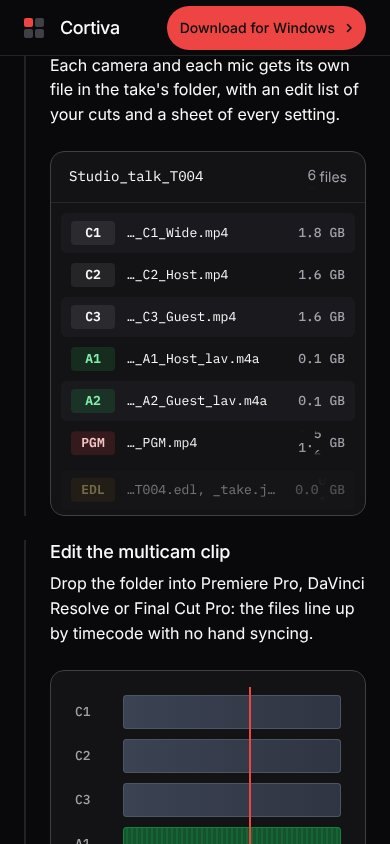 Cortiva
Download for Windows
Each camera and each mic gets its own
file in the take's folder, with an edit list of
your cuts and a sheet of every setting.
Studio_talk_T004
6 files
C1 …_C1_Wide.mp4 1.8 GB
C2 …_C2_Host.mp4 1.6 GB
C3 …_C3_Guest.mp4 1.6 GB
A1 …_A1_Host_lav.m4a 0.1 GB
A2 …_A2_Guest_lav.m4a 0.1 GB
PGM …_PGM.mp4 GB
EDL …T004.edl, _take.j… 0.0 GB
Edit the multicam clip
Drop the folder into Premiere Pro, DaVinci
Resolve or Final Cut Pro: the files line up
by timecode with no hand syncing.
C1
C2
C3
A1